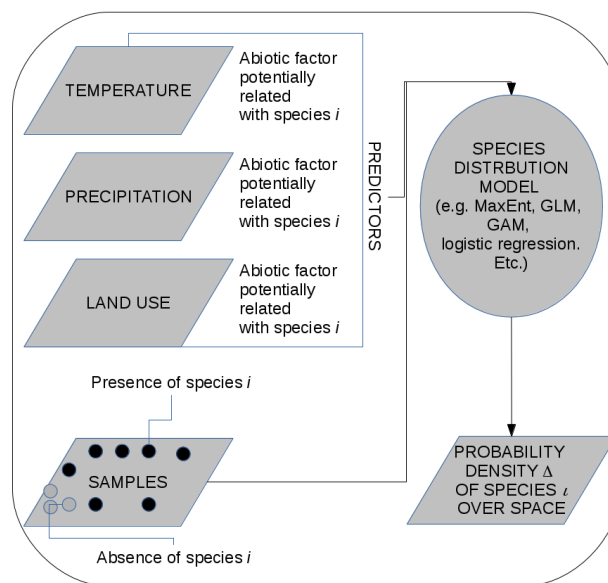 TEMPERATURE
Abiotic factor
potentially
related
with species i
PRECIPITATION
Abiotic factor
potentially
related
with species i
LAND USE
Abiotic factor
potentially
related
with species i
PREDICTORS
SPECIES
DISTRBUTION
MODEL
(e.g. MaxEnt, GLM,
GAM,
logistic regression.
Etc.)
Presence of species i
SAMPLES
Absence of species i
PROBABILITY
DENSITY Δ
OF SPECIES ι
OVER SPACE